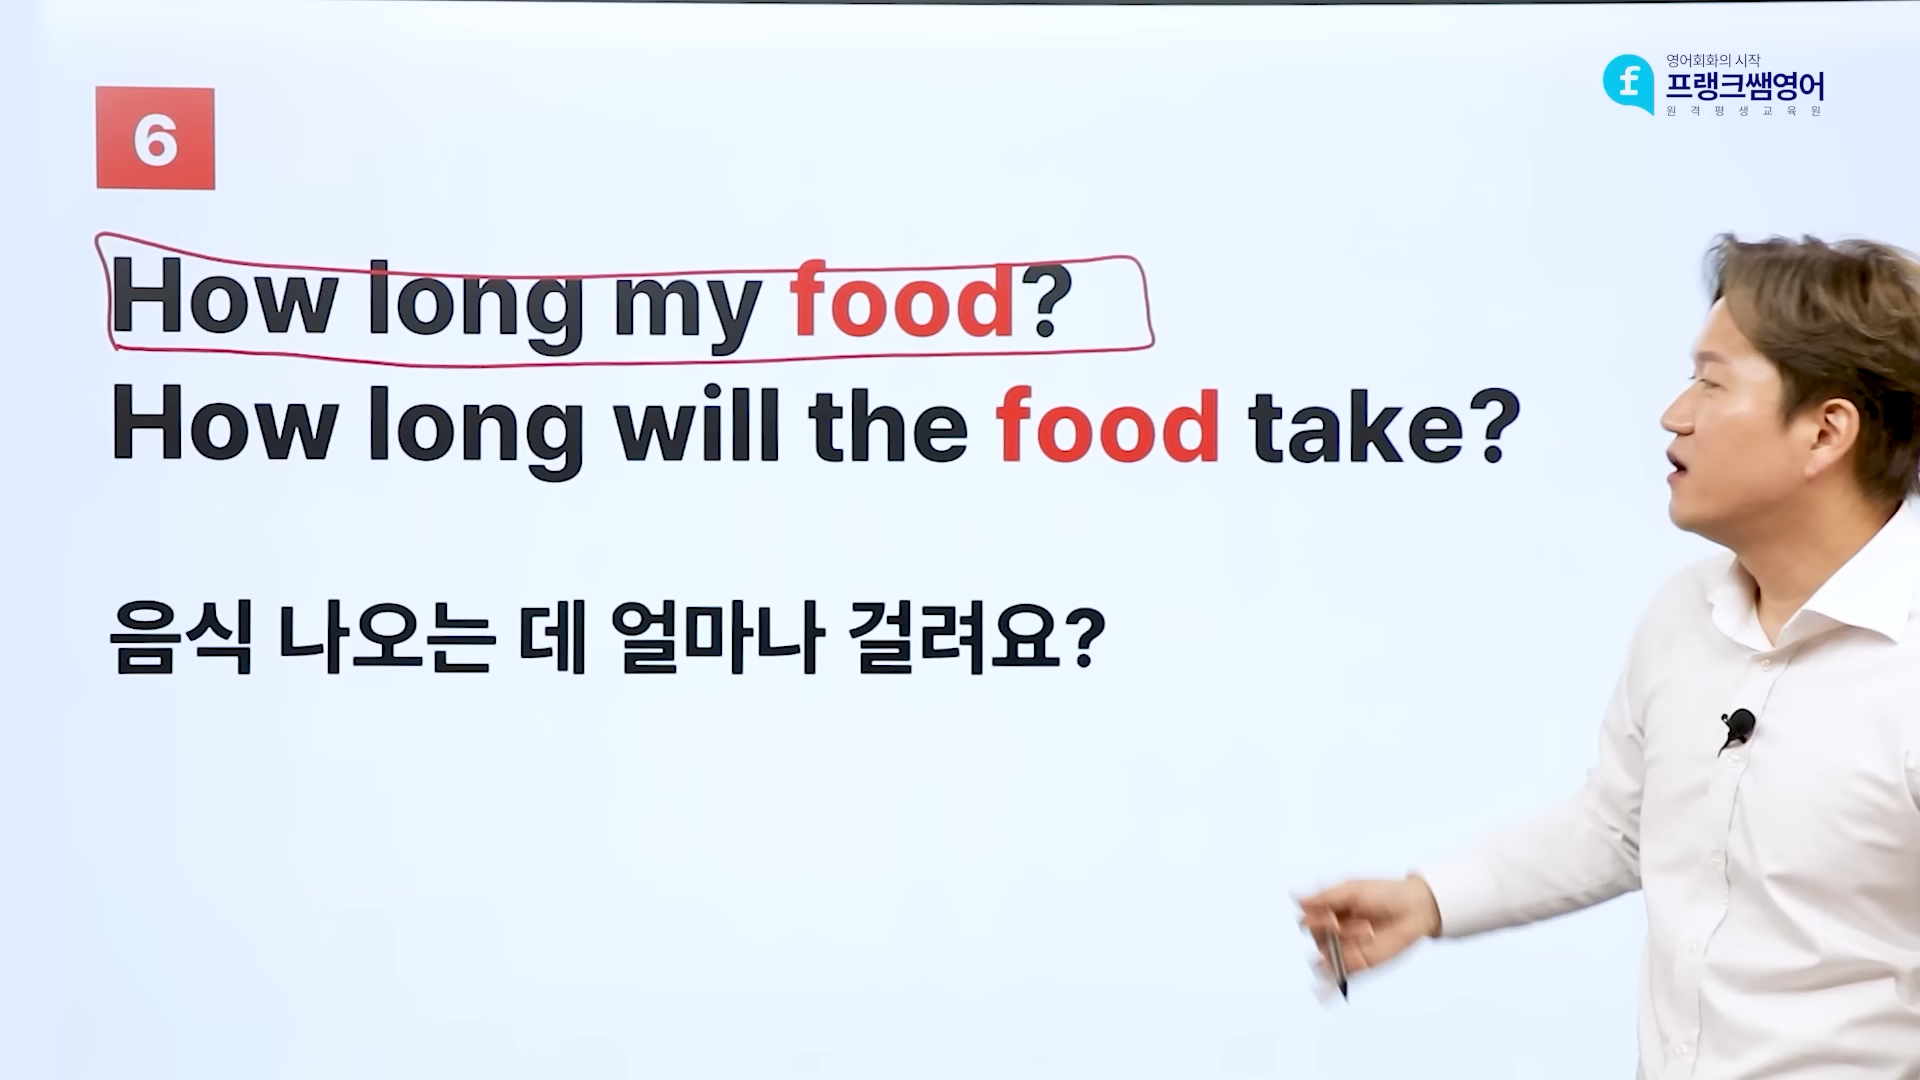 영어회화의 시작
프랭크쌤영어
원격평생교육원
6
How long my food?
How long will the food take?
음식 나오는 데 얼마나 걸려요?